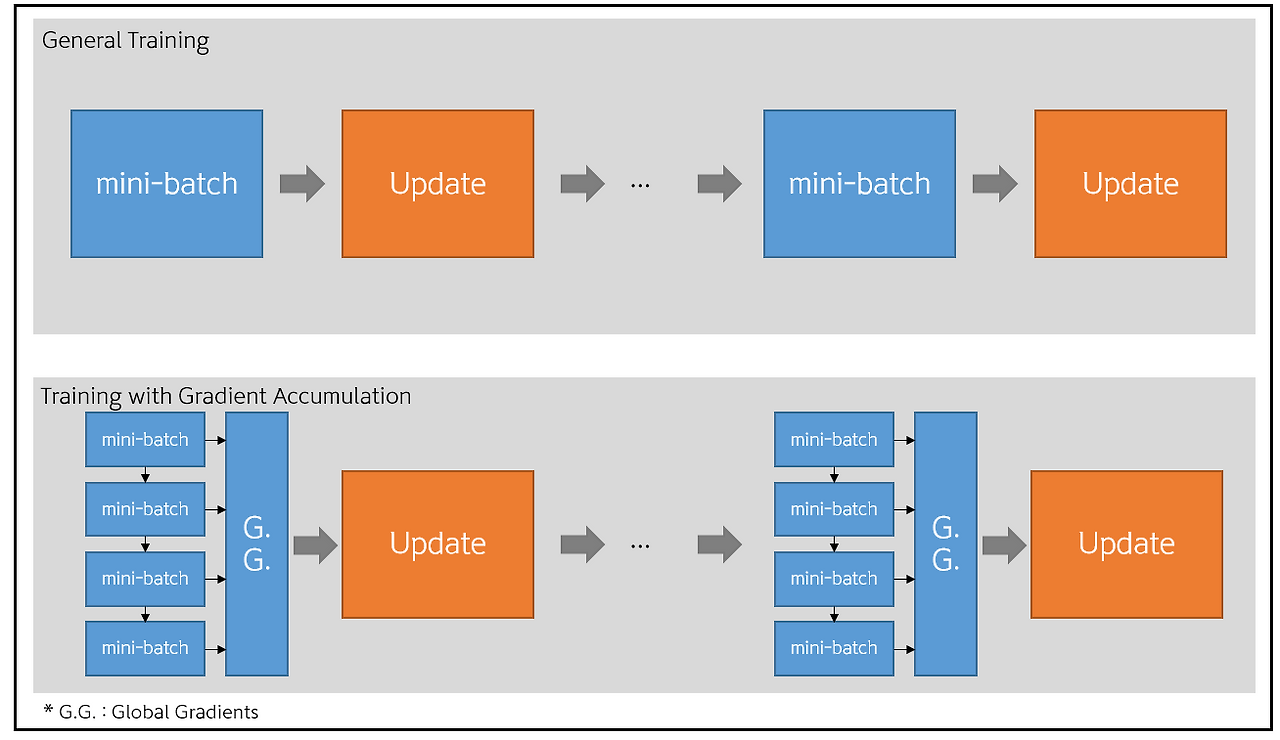 General Training
mini-batch
Update
...
mini-batch
Update
Training with Gradient Accumulation
mini-batch
mini-batch
mini-batch
mini-batch
G.
G.
Update
...
mini-batch
mini-batch
mini-batch
mini-batch
G.
G.
Update
* G.G. : Global Gradients